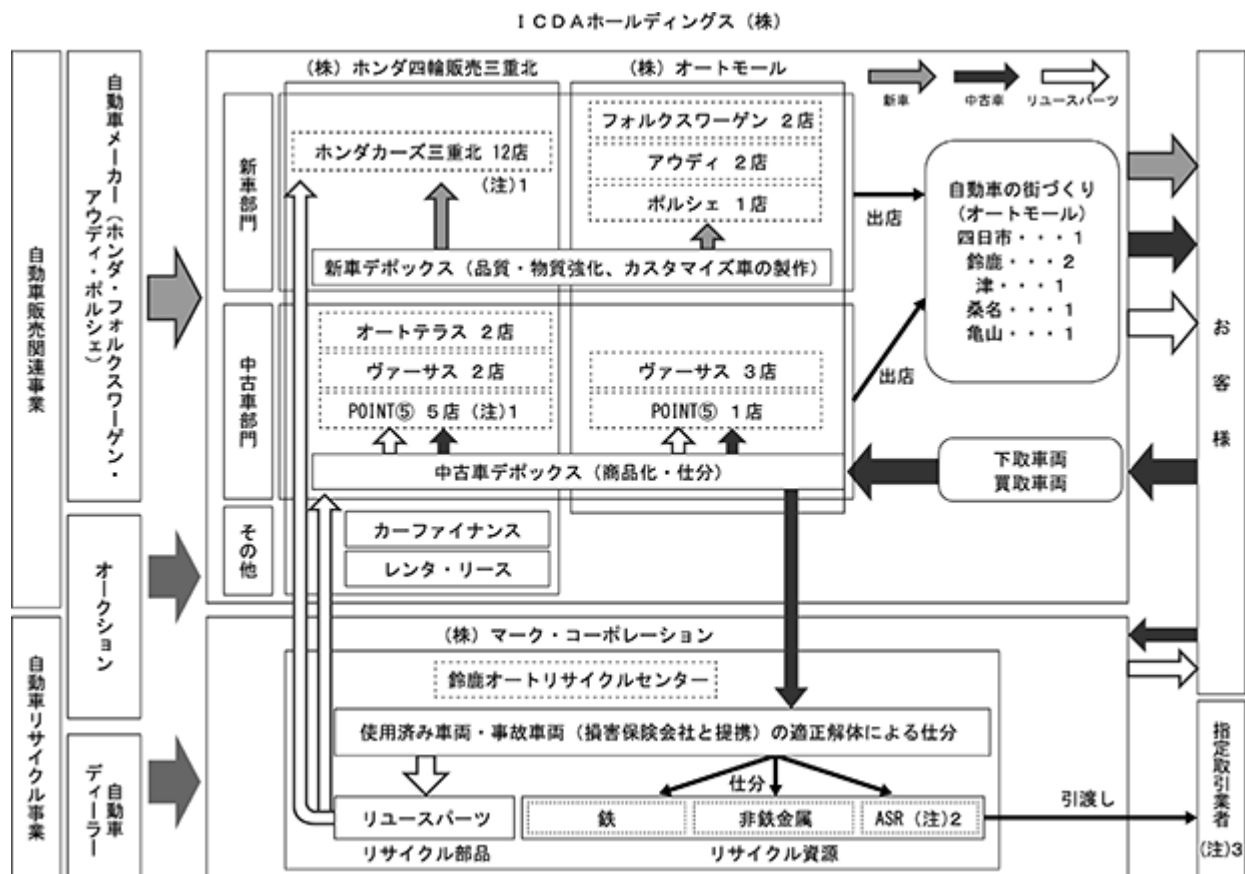 ICDAホールディングス（株）
自動車販売関連事業
自動車リサイクル事業
自動車メーカー（ホンダ・フォルクスワーゲン・
アウディ・ポルシェ）
オークション
自動車
ディーラー
（株）ホンダ四輪販売三重北
（株）オートモール
新車
中古車
リユースパーツ
新車部門
ホンダカーズ三重北 12店
(注)1
フォルクスワーゲン 2店
アウディ 2店
ポルシェ 1店
新車デポックス（品質・物質強化、カスタマイズ車の製作）
出店
自動車の街づくり
（オートモール）
四日市・・・1
鈴鹿・・・2
津・・・1
桑名・・・1
亀山・・・1
中古車部門
オートテラス 2店
ヴァーサス 2店
POINT⑤ 5店 (注)1
ヴァーサス 3店
POINT⑤ 1店
出店
中古車デポックス（商品化・仕分）
下取車両
買取車両
その他
カーファイナンス
レンタ・リース
お客様
（株）マーク・コーポレーション
鈴鹿オートリサイクルセンター
使用済み車両・事故車両（損害保険会社と提携）の適正解体による仕分
仕分
リユースパーツ
鉄
非鉄金属
ASR (注)2
引渡し
リサイクル部品
リサイクル資源
指定取引業者
(注)3